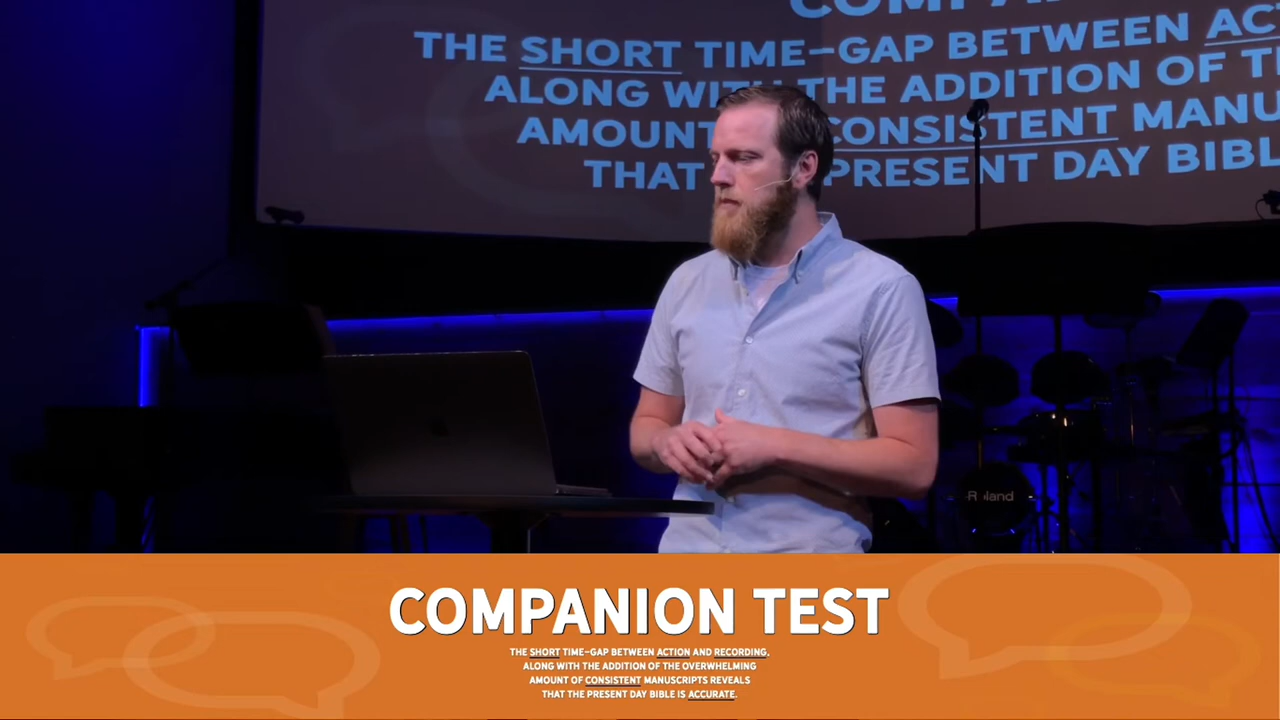 COMPA
THE SHORT TIME-GAP BETWEEN AC
ALONG WITH THE ADDITION OF T
AMOUNT CONSISTENT MANU
THAT PRESENT DAY BIBL
Roland
COMPANION TEST
THE SHORT TIME-GAP BETWEEN ACTION AND RECORDING,
ALONG WITH THE ADDITION OF THE OVERWHELMING
AMOUNT OF CONSISTENT MANUSCRIPTS REVEALS
THAT THE PRESENT DAY BIBLE IS ACCURATE.